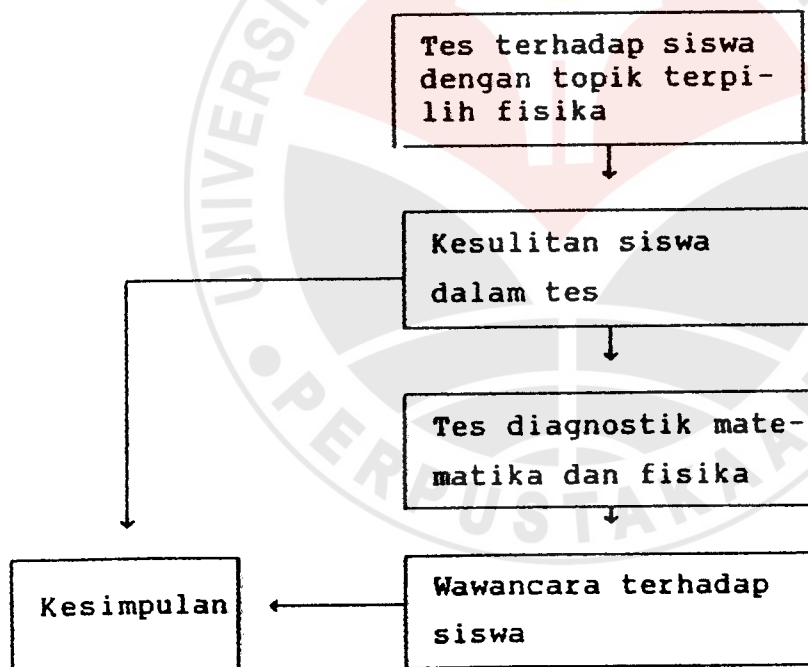 Tes terhadap siswa
dengan topik terpi-
lih fisika
Kesulitan siswa
dalam tes
Tes diagnostik mate-
matika dan fisika
Wawancara terhadap
siswa
Kesimpulan